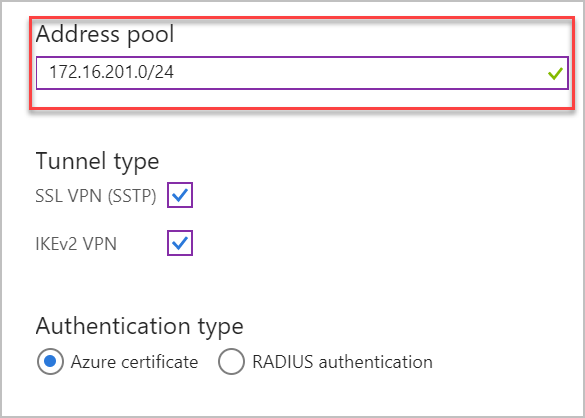 Address pool
172.16.201.0/24
Tunnel type
SSL VPN (SSTP)
IKEv2 VPN
Authentication type
Azure certificate RADIUS authentication